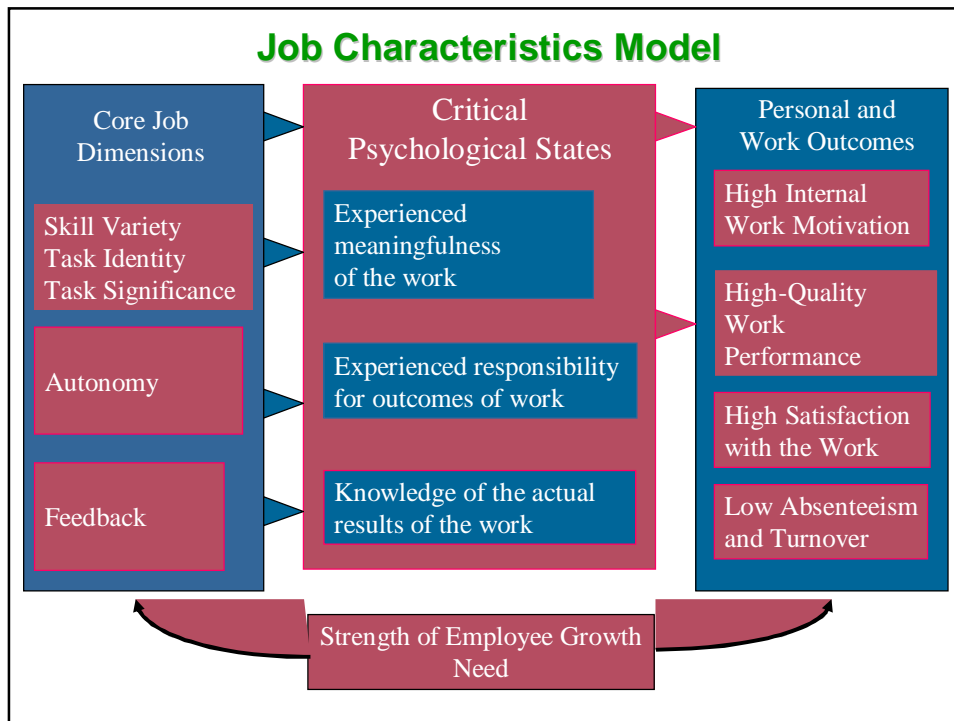 Job Characteristics Model
Core Job
Dimensions
Skill Variety
Task Identity
Task Significance
Autonomy
Feedback
Critical
Psychological States
Experienced
meaningfulness
of the work
Experienced responsibility
for outcomes of work
Knowledge of the actual
results of the work
Personal and
Work Outcomes
High Internal
Work Motivation
High-Quality
Work
Performance
High Satisfaction
with the Work
Low Absenteeism
and Turnover
Strength of Employee Growth
Need